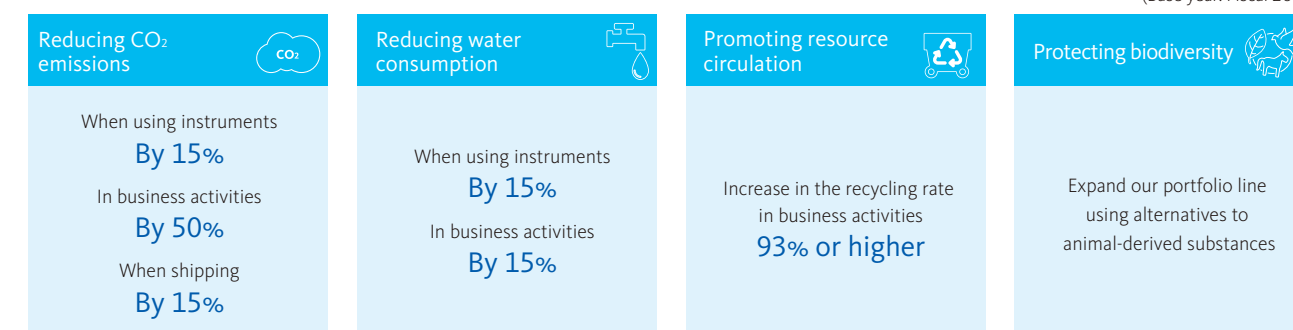 Reducing CO₂
emissions
CO₂
When using instruments
By 15%
In business activities
By 50%
When shipping
By 15%
Reducing water
consumption
When using instruments
By 15%
In business activities
By 15%
Promoting resource
circulation
Increase in the recycling rate
in business activities
93% or higher
Protecting biodiversity
Expand our portfolio line
using alternatives to
animal-derived substances